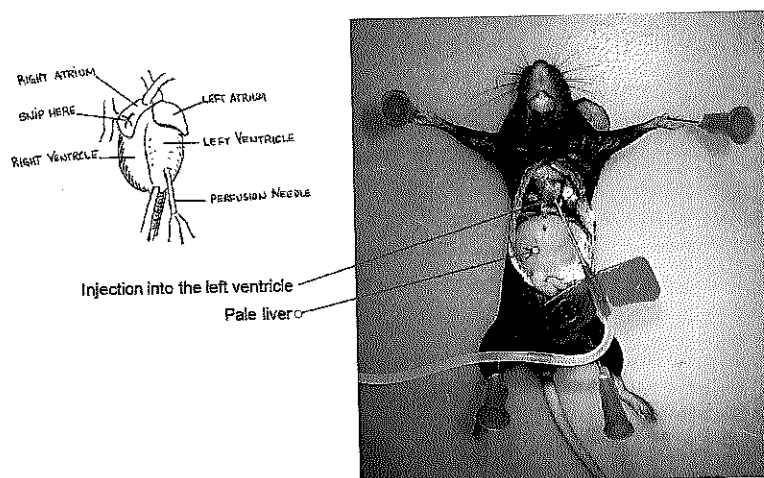 RIGHT ATRIUM
SNIP HERE
RIGHT VENTRICLE
LEFT ATRIUM
LEFT VENTRICLE
PERFUSION NEEDLE
Injection into the left ventricle
Pale liver